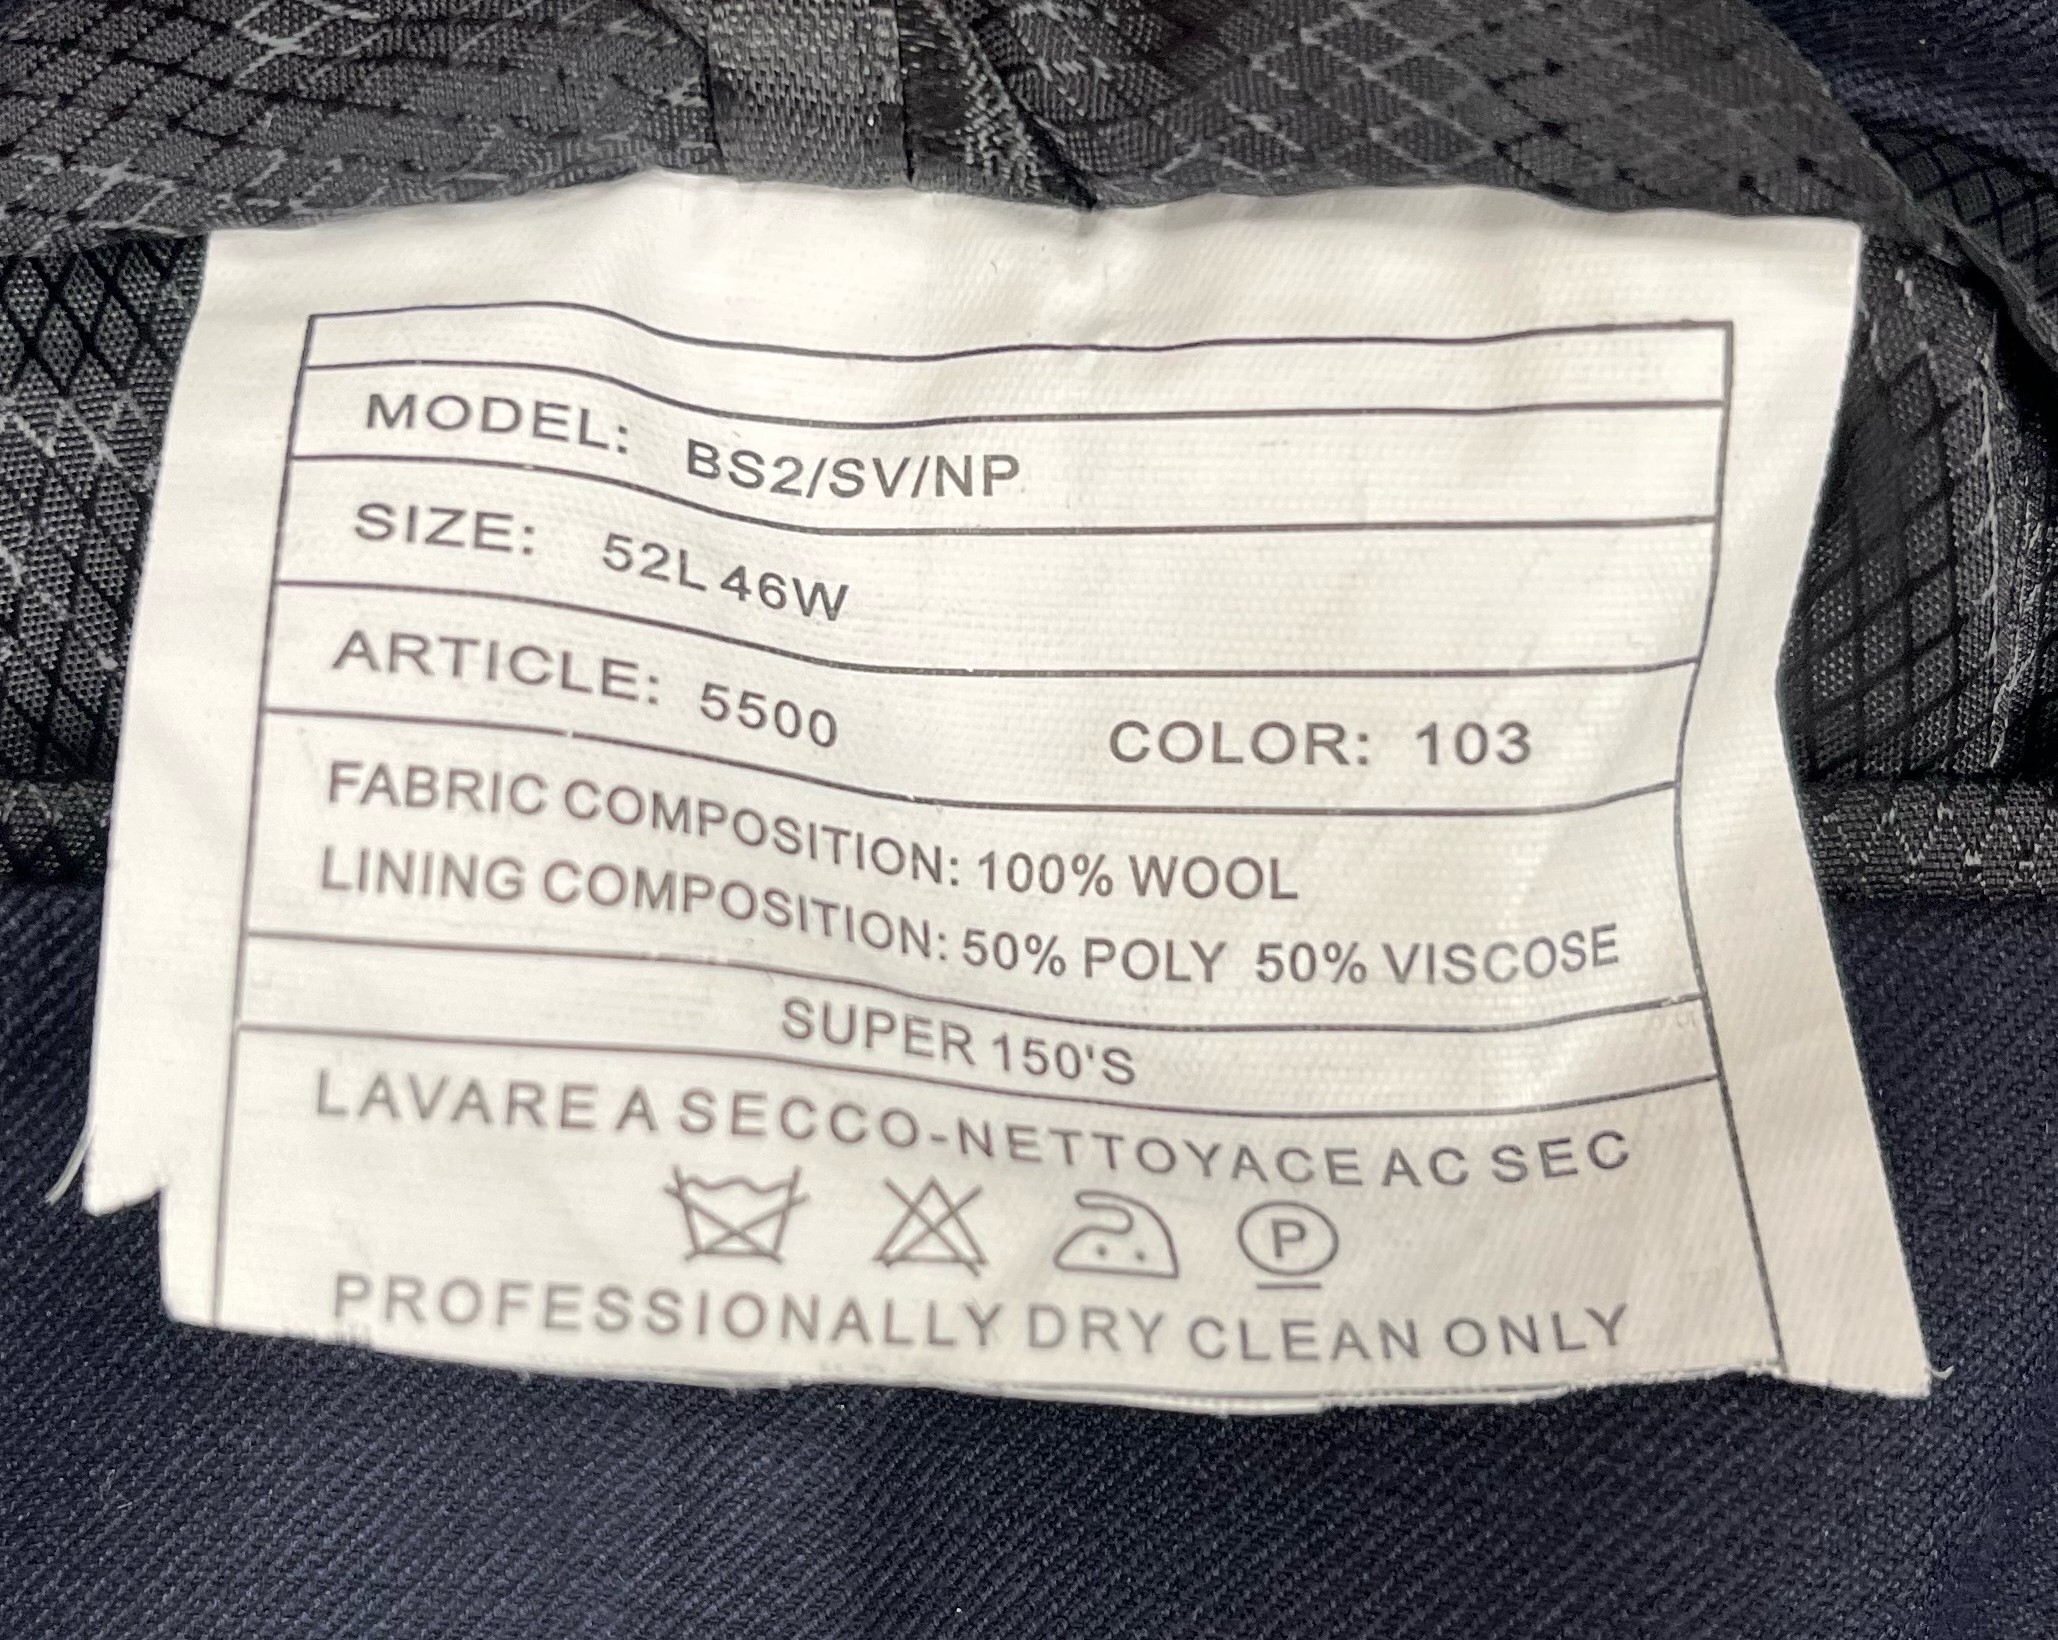 MODEL: BS2/SV/NP
SIZE: 52L 46W
ARTICLE: 5500 COLOR: 103
FABRIC COMPOSITION: 100% WOOL
LINING COMPOSITION: 50% POLY 50% VISCOSE
SUPER 150'S
LAVARE A SECCO-NETTOYACE AC SEC
P
PROFESSIONALLY DRY CLEAN ONLY